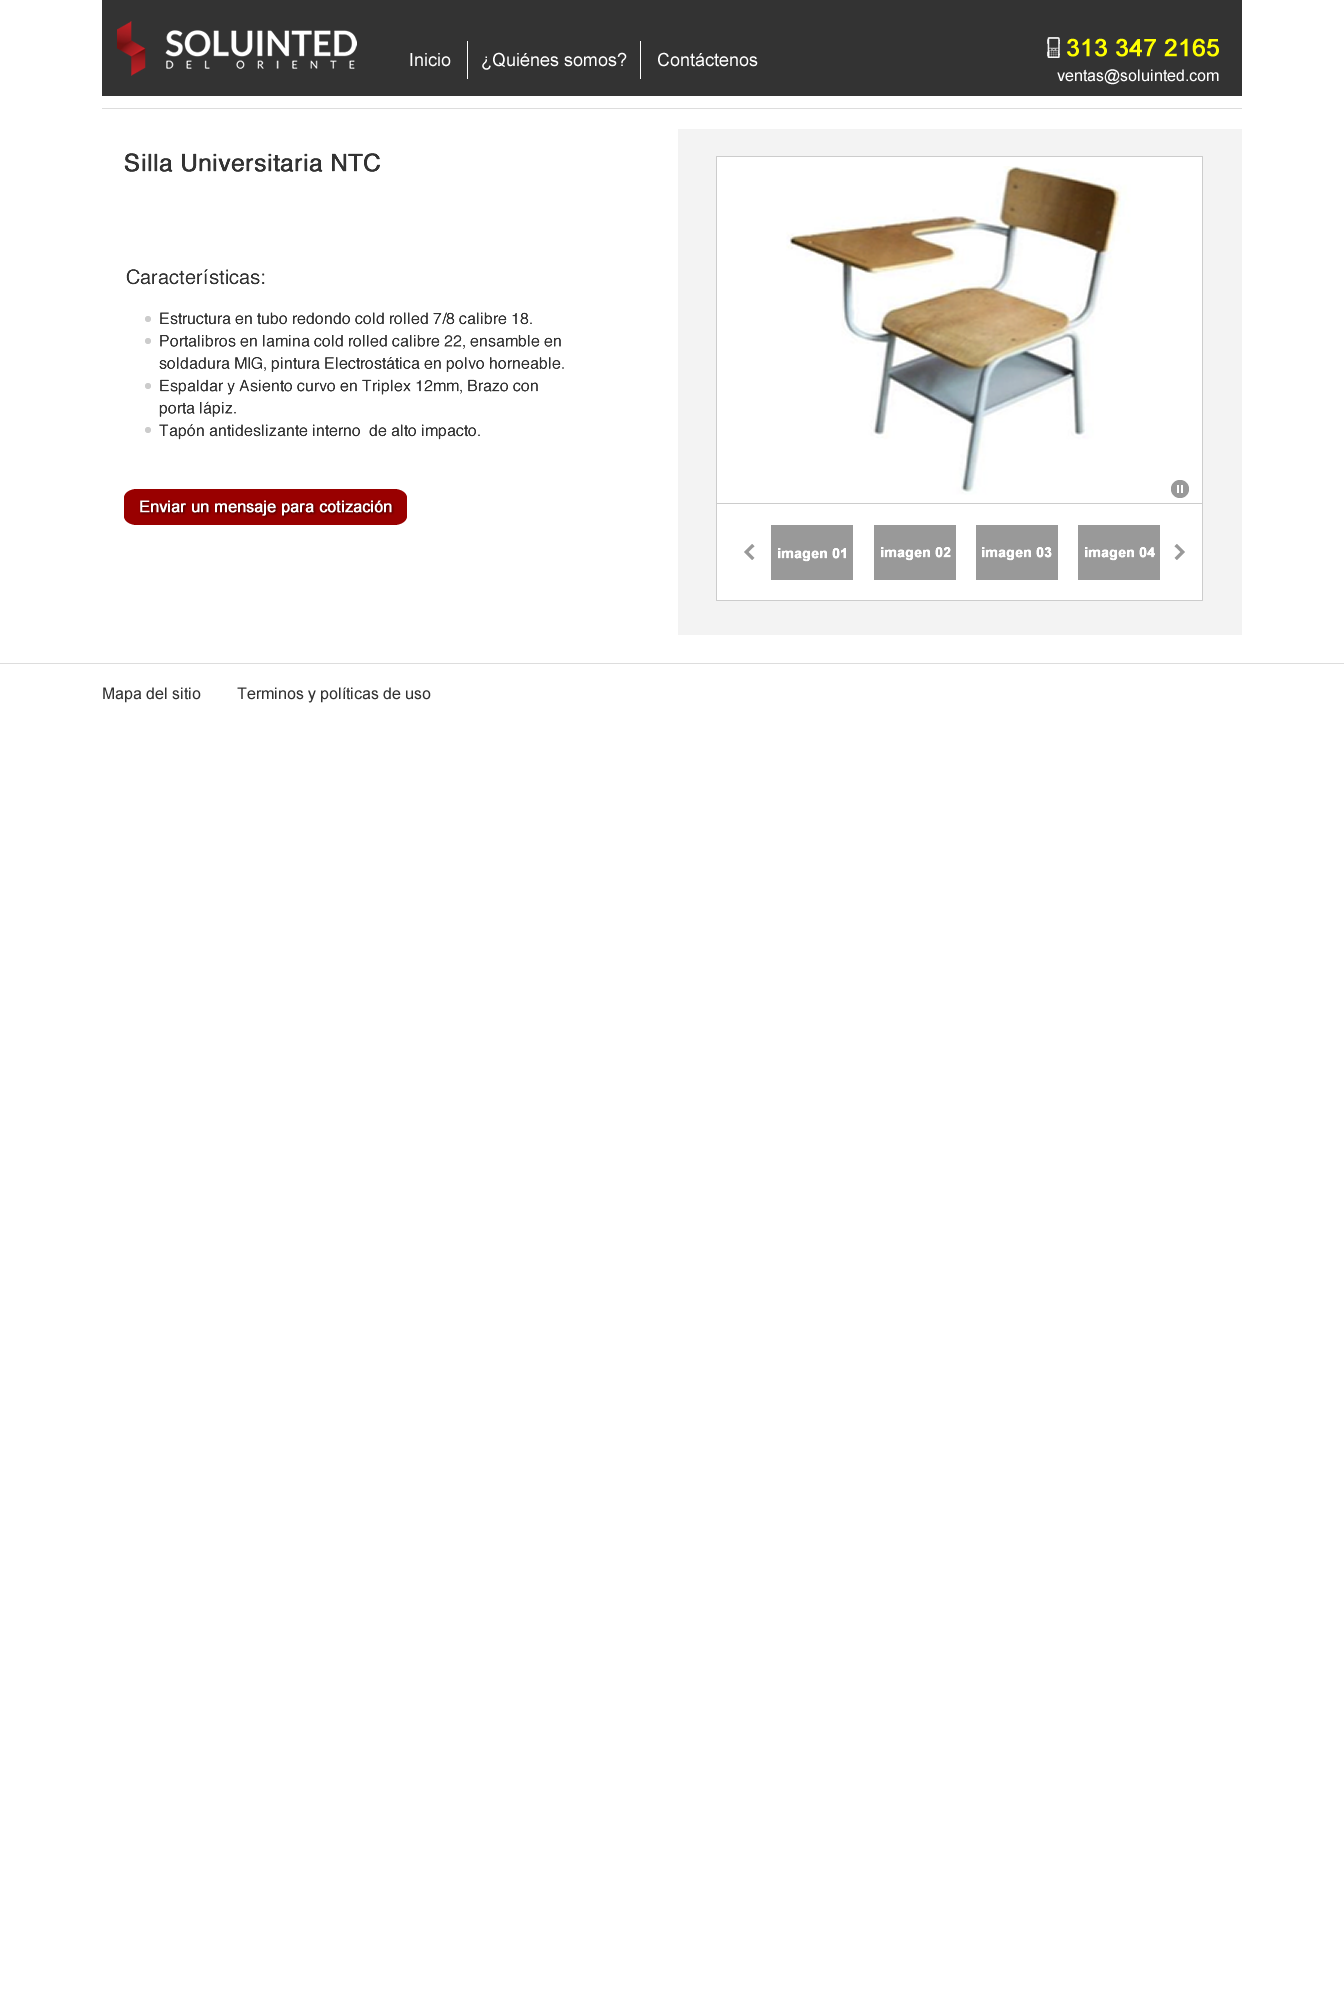 SOLUINTED
DEL ORIENTE
Inicio
¿Quiénes somos?
Contáctenos
313 347 2165
ventas@soluinted.com
Silla Universitaria NTC
Características:
Estructura en tubo redondo cold rolled 7/8 calibre 18.
Portalibros en lamina cold rolled calibre 22, ensamble en
soldadura MIG, pintura Electrostática en polvo horneable.
Espaldar y Asiento curvo en Triplex 12mm, Brazo con
porta lápiz.
Tapón antideslizante interno  de alto impacto.
Enviar un mensaje para cotización
imagen 01
imagen 02
imagen 03
imagen 04
Mapa del sitio
Terminos y políticas de uso